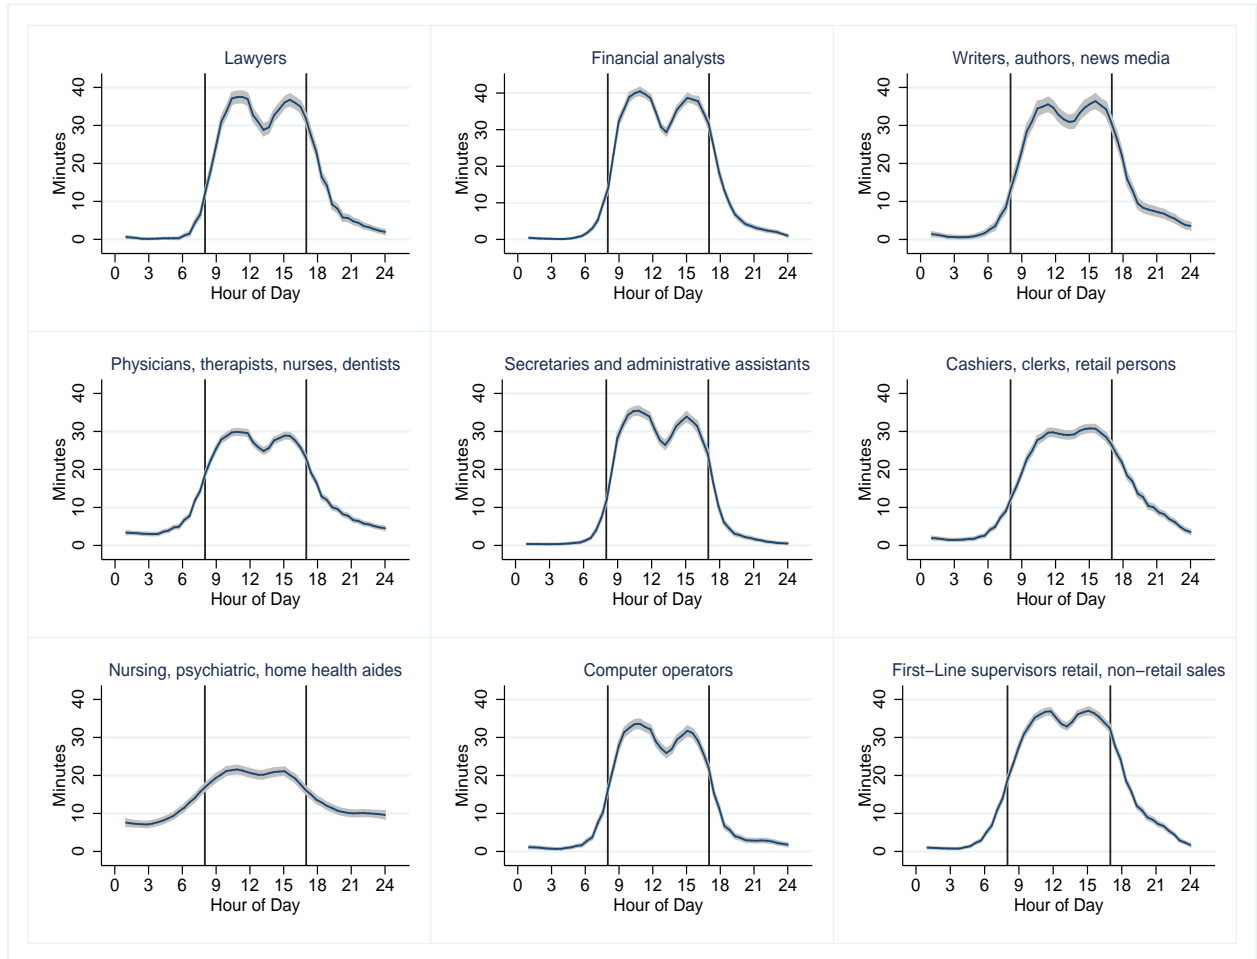 Lawyers
Minutes
0 10 20 30 40
0 3 6 9 12 15 18 21 24
Hour of Day
Financial analysts
Minutes
0 10 20 30 40
0 3 6 9 12 15 18 21 24
Hour of Day
Writers, authors, news media
Minutes
0 10 20 30 40
0 3 6 9 12 15 18 21 24
Hour of Day
Physicians, therapists, nurses, dentists
Minutes
0 10 20 30 40
0 3 6 9 12 15 18 21 24
Hour of Day
Secretaries and administrative assistants
Minutes
0 10 20 30 40
0 3 6 9 12 15 18 21 24
Hour of Day
Cashiers, clerks, retail persons
Minutes
0 10 20 30 40
0 3 6 9 12 15 18 21 24
Hour of Day
Nursing, psychiatric, home health aides
Minutes
0 10 20 30 40
0 3 6 9 12 15 18 21 24
Hour of Day
Computer operators
Minutes
0 10 20 30 40
0 3 6 9 12 15 18 21 24
Hour of Day
First−Line supervisors retail, non−retail sales
Minutes
0 10 20 30 40
0 3 6 9 12 15 18 21 24
Hour of Day